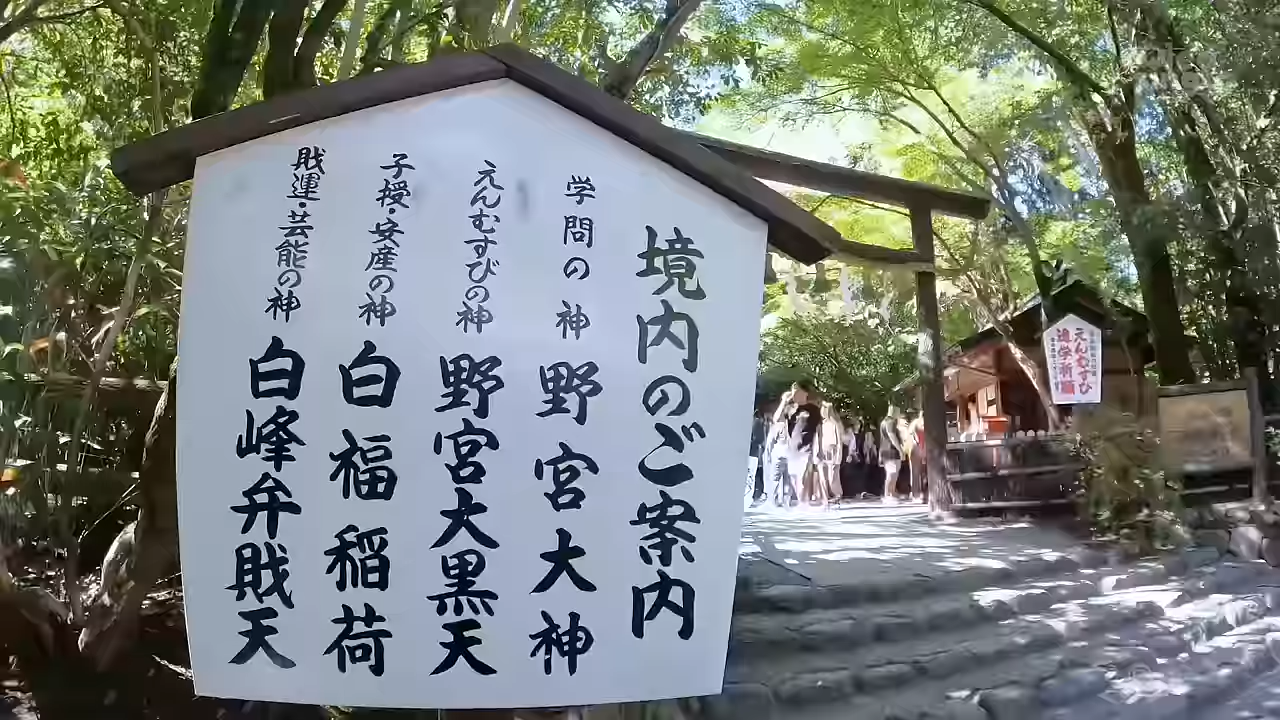 境内のご案内
学問の神 野宮大神
えんむすびの神 野宮大黒天
子授・安産の神 白福稲荷
財運・芸能の神 白峰弁財天
えんむすび
進学祈願